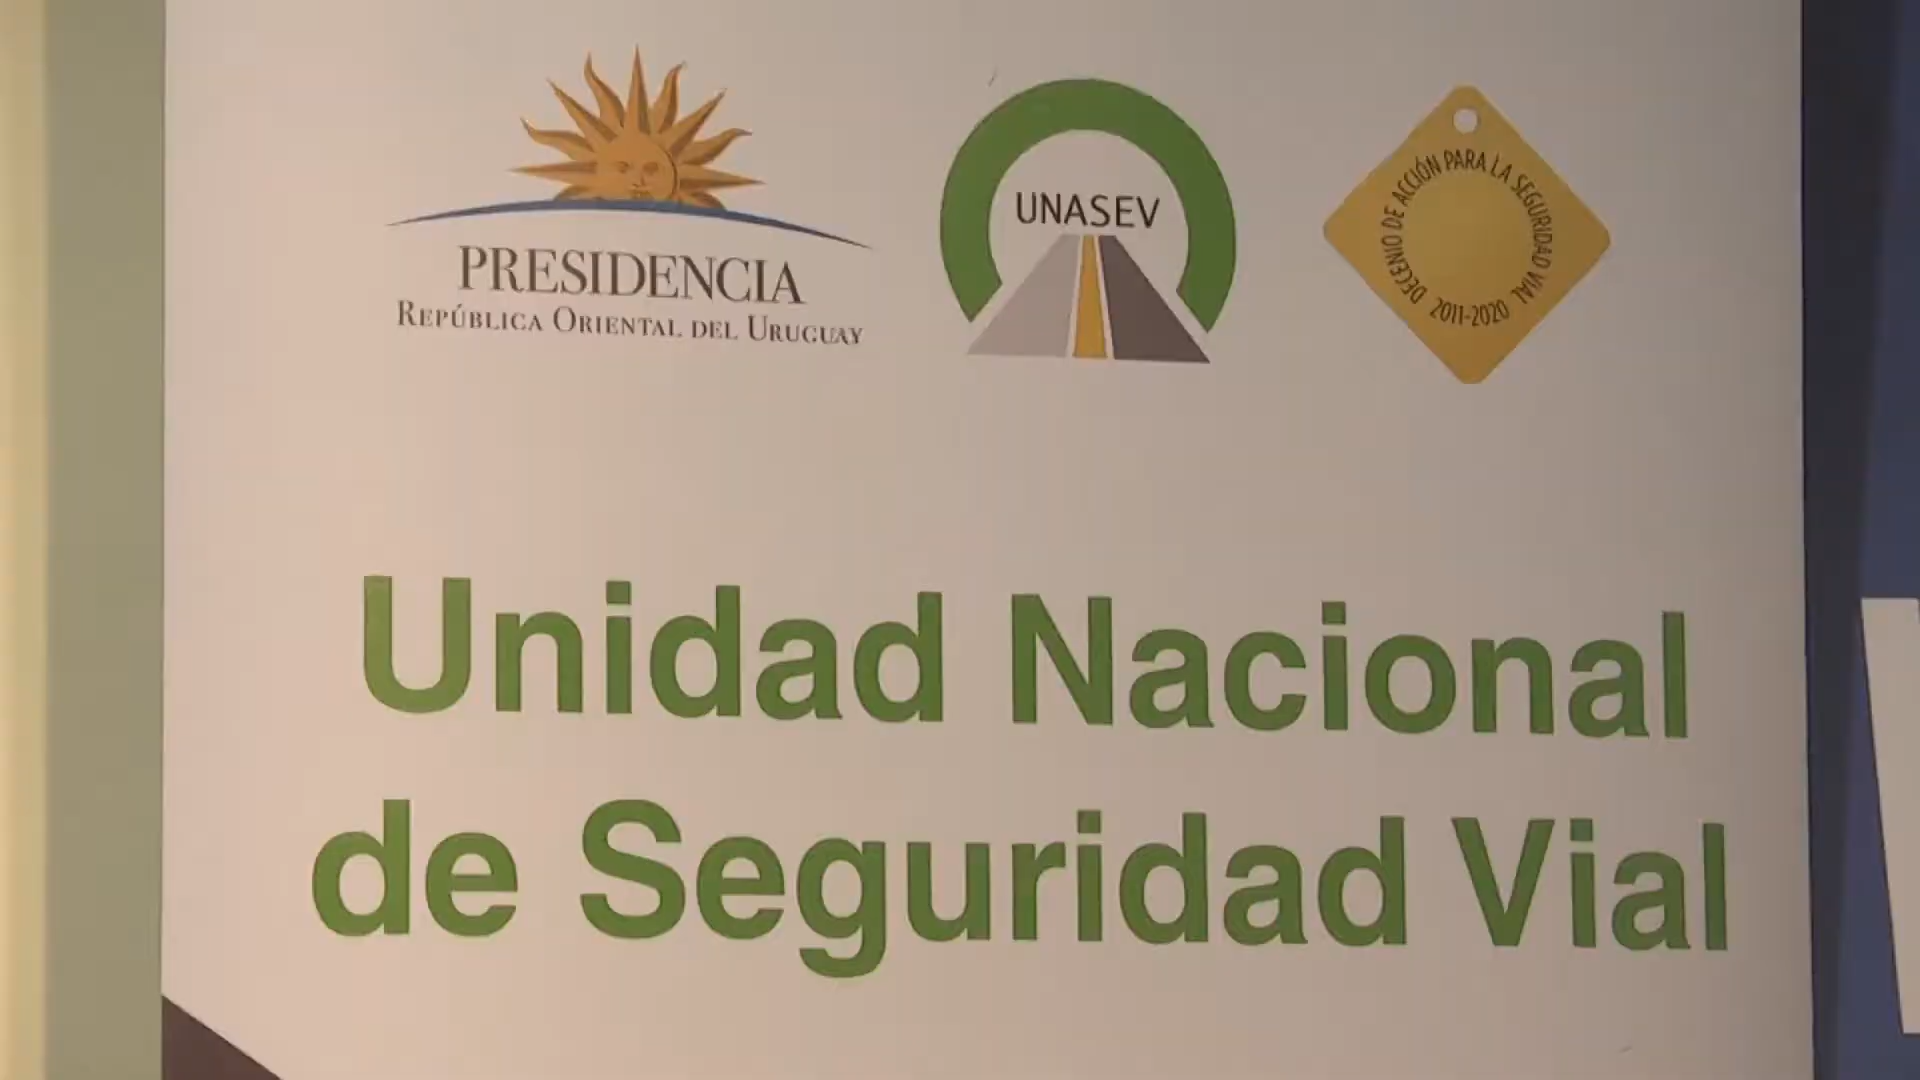 PRESIDENCIA
REPÚBLICA ORIENTAL DEL URUGUAY
UNASEV
DECENIO DE ACCIÓN PARA LA SEGURIDAD VIAL
2011-2020
Unidad Nacional
de Seguridad Vial